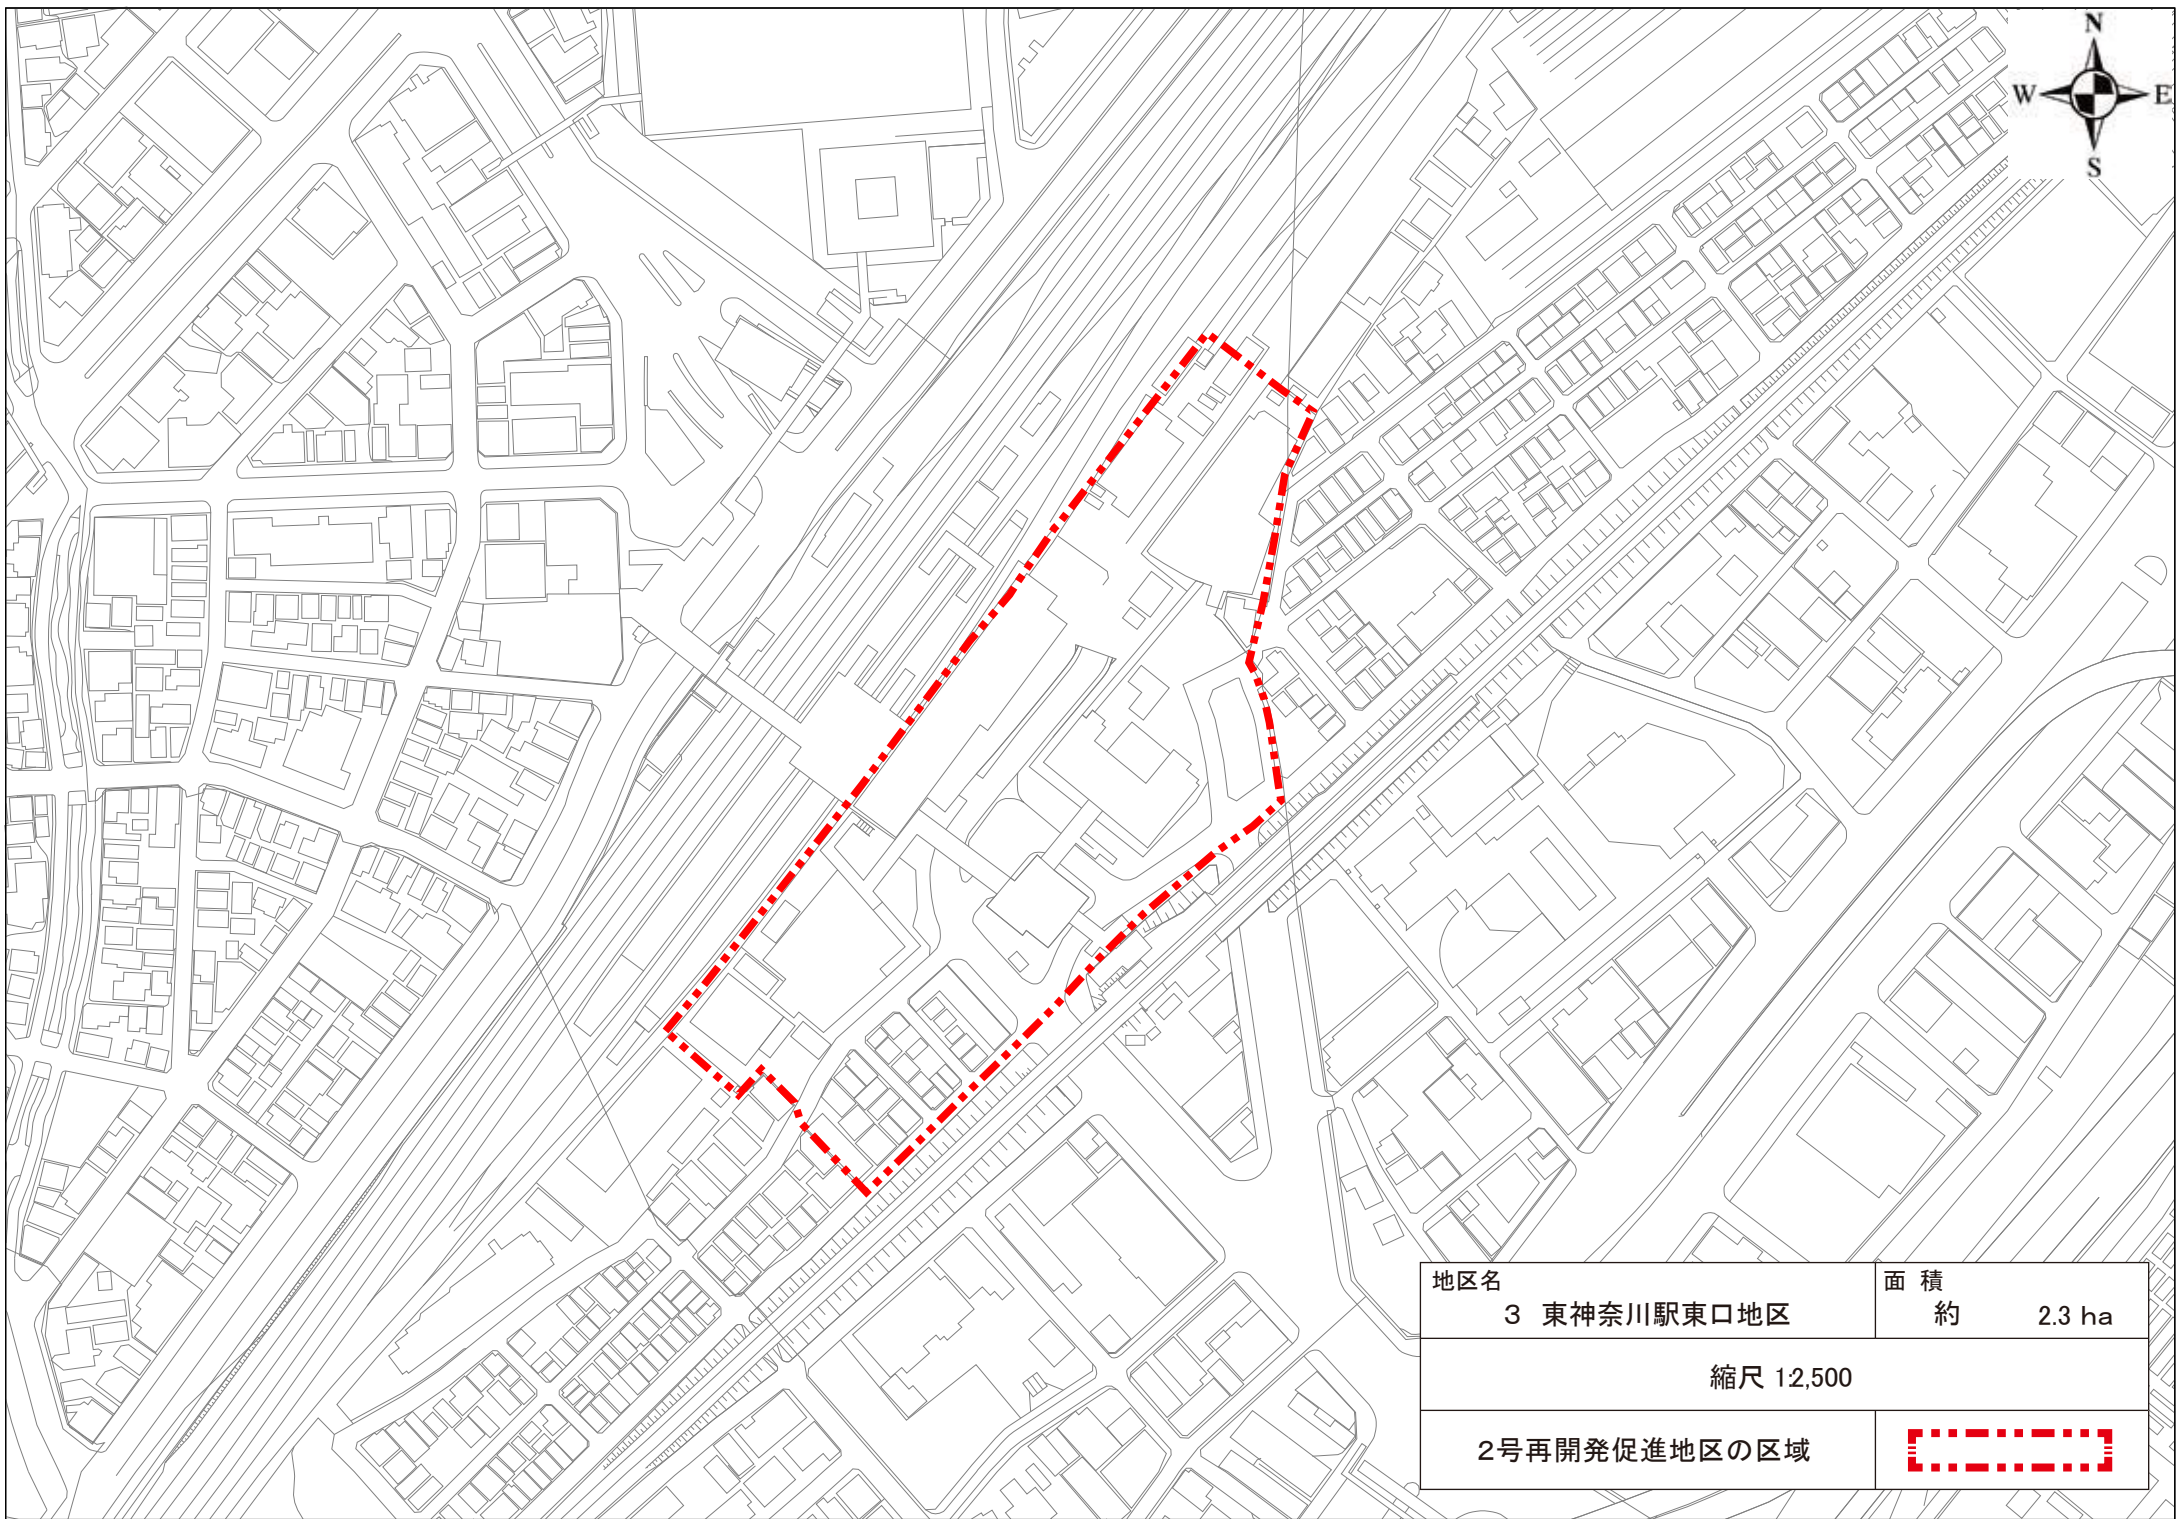 N
W E
S
地区名
3 東神奈川駅東口地区
面 積
約 2.3 ha
縮尺 1:2,500
2号再開発促進地区の区域